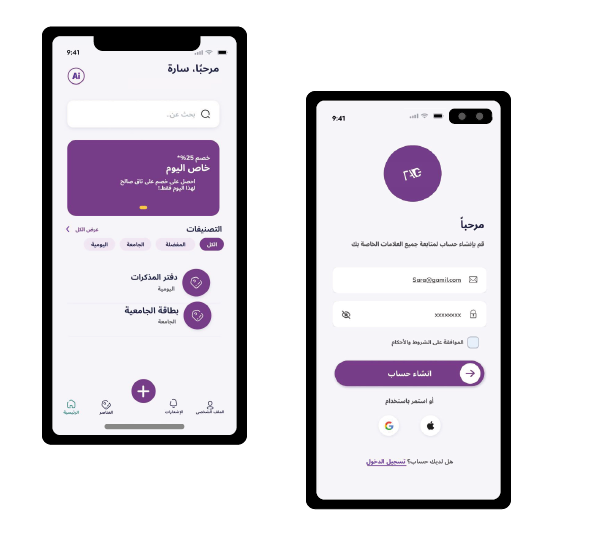 9:41
Ai
مرحبًا، سارة
بحث عن..
خصم 25%*
خاص اليوم
احصل على خصم على تاق صالح
لهذا اليوم فقط!
التصنيفات
عرض الكل
الكل
المفضلة
الجامعة
اليومية
دفتر المذكرات
اليومية
بطاقة الجامعية
الجامعة
الرئيسية
العناصر
الإشعارات
الملف الشخصي
9:41
مرحباً
قم بإنشاء حساب لمتابعة جميع العلامات الخاصة بك
Sara@gamil.com
xxxxxxxx
الموافقة على الشروط والأحكام
انشاء حساب
أو استمر باستخدام
G
هل لديك حساب؟ تسجيل الدخول